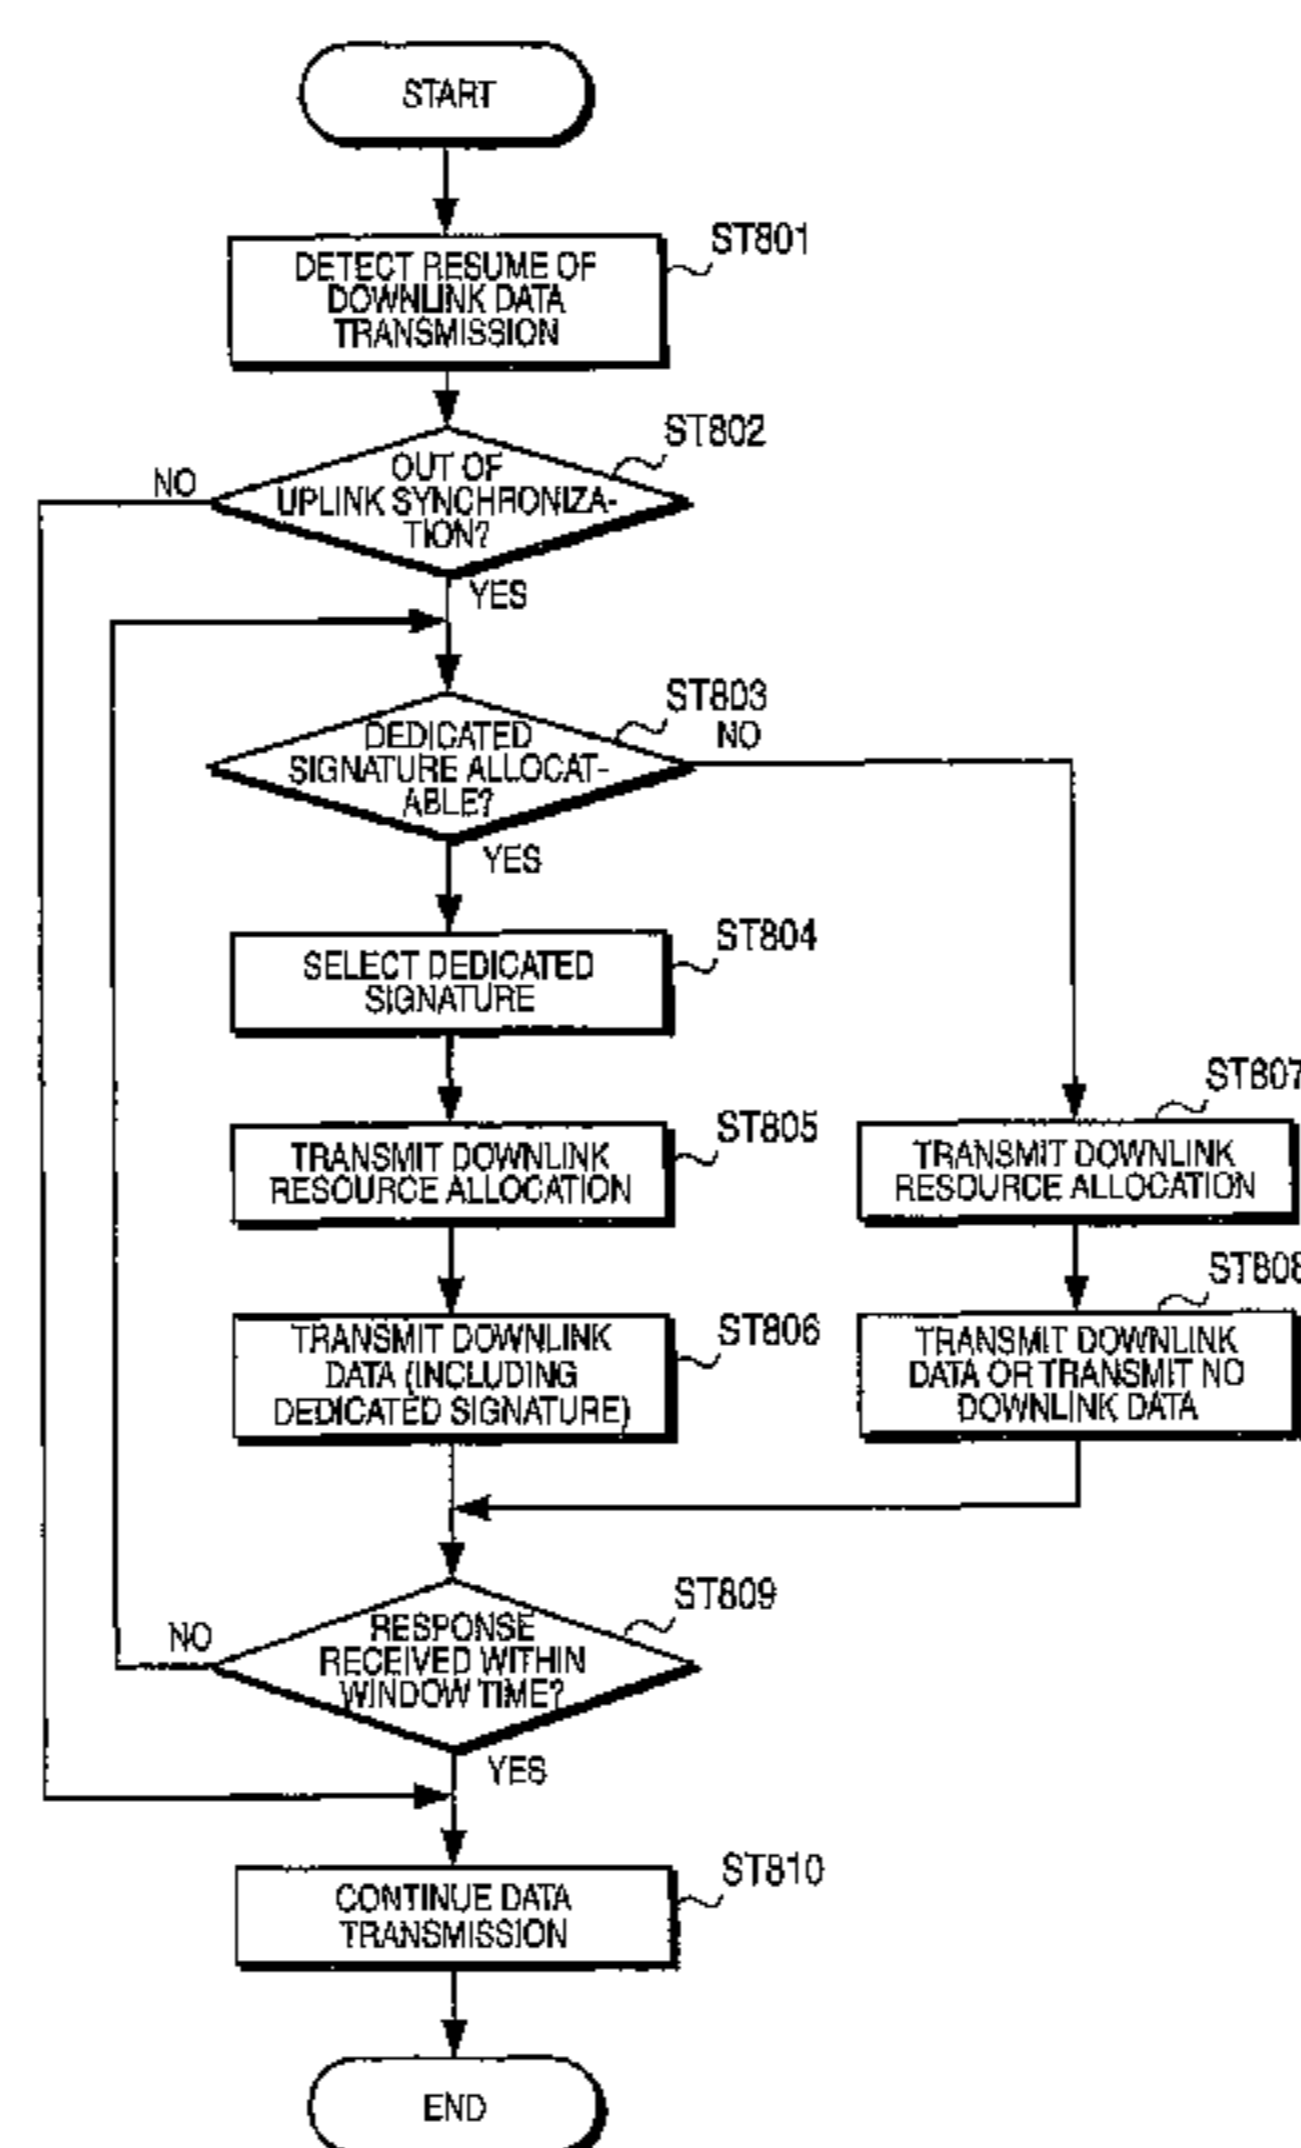 START
ST801
DETECT RESUME OF
DOWNLINK DATA
TRANSMISSION
ST802
NO
OUT OF
UPLINK SYNCHRONIZA-
TION?
YES
ST803
NO
DEDICATED
SIGNATURE ALLOCAT-
ABLE?
YES
ST804
SELECT DEDICATED
SIGNATURE
ST805
TRANSMIT DOWNLINK
RESOURCE ALLOCATION
ST807
TRANSMIT DOWNLINK
RESOURCE ALLOCATION
ST806
TRANSMIT DOWNLINK
DATA (INCLUDING
DEDICATED SIGNATURE)
ST808
TRANSMIT DOWNLINK
DATA OR TRANSMIT NO
DOWNLINK DATA
ST809
NO
RESPONSE
RECEIVED WITHIN
WINDOW TIME?
YES
ST810
CONTINUE DATA
TRANSMISSION
END